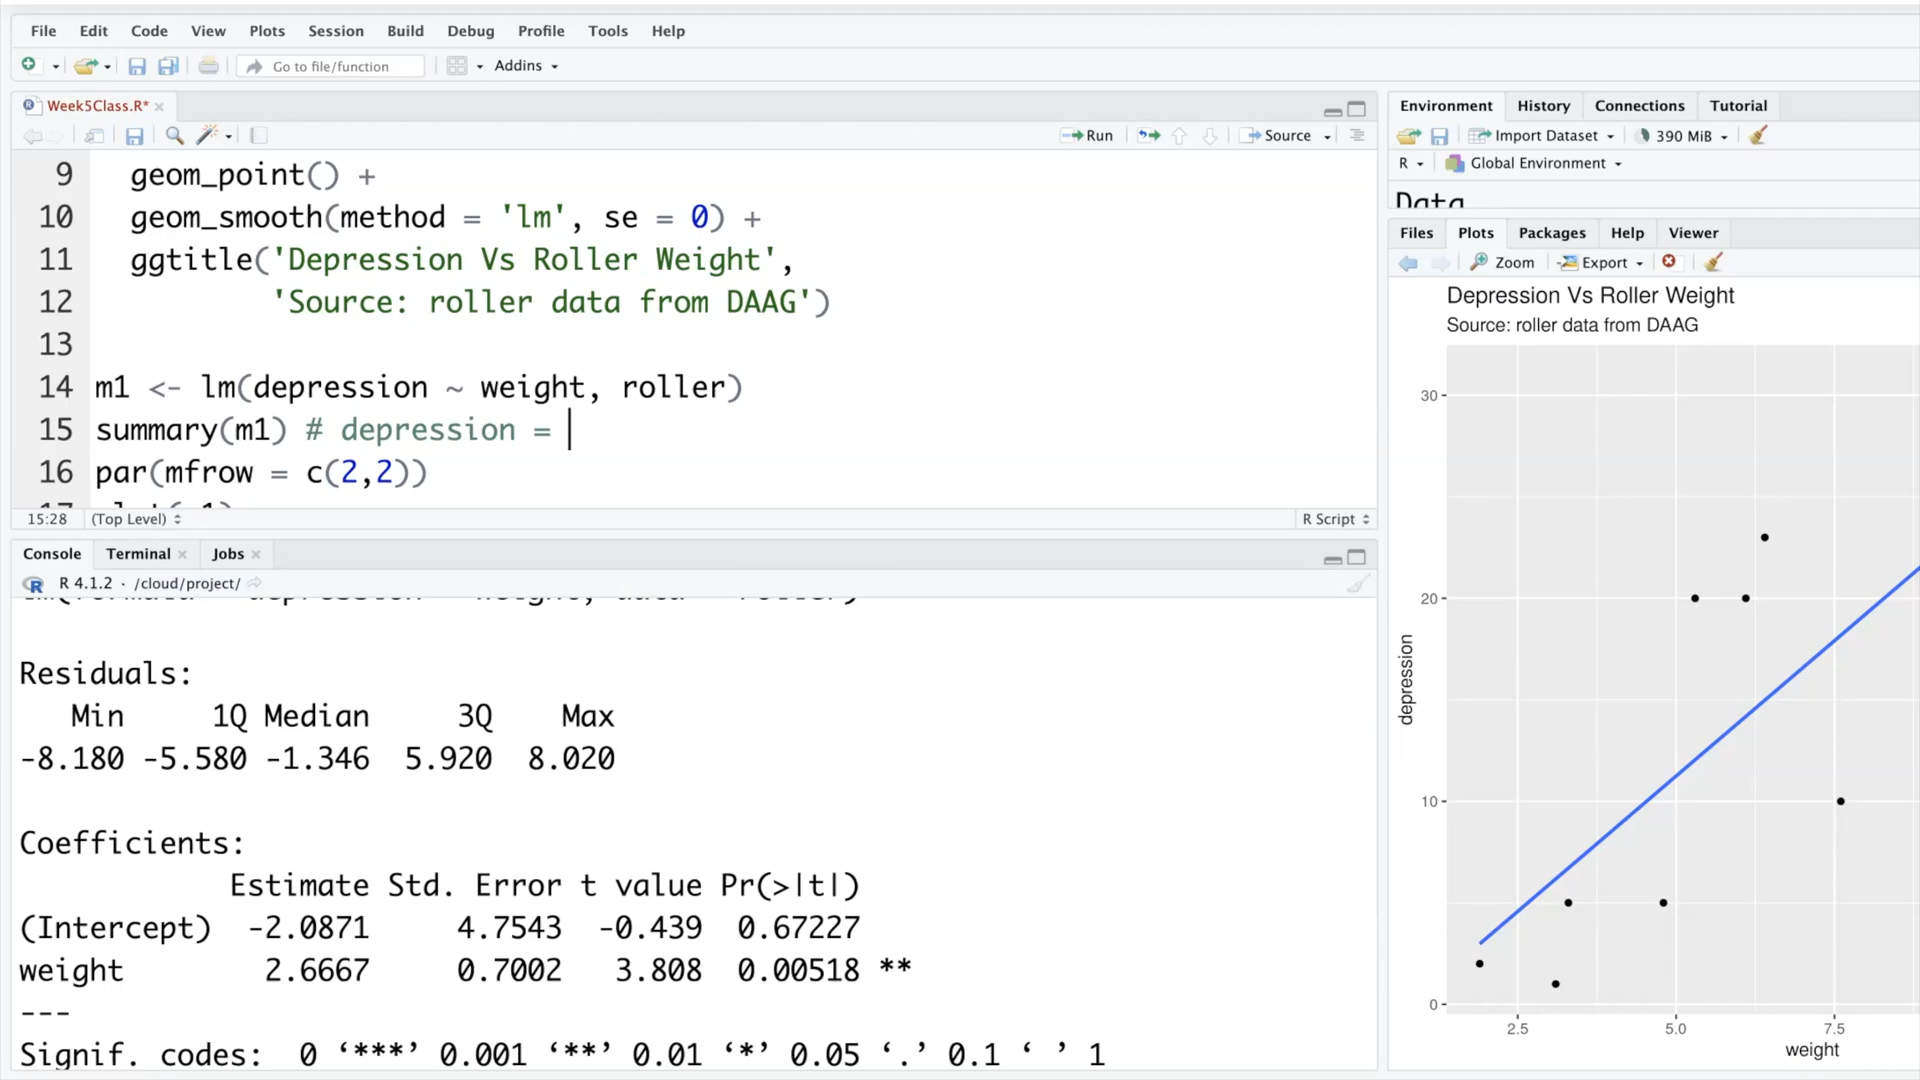 File Edit Code View Plots Session Build Debug Profile Tools Help
Go to file/function Addins
Week5Class.R*
Run Source
9 geom_point() +
10 geom_smooth(method = 'lm', se = 0) +
11 ggtitle('Depression Vs Roller Weight',
12 'Source: roller data from DAAG')
13
14 m1 <- lm(depression ~ weight, roller)
15 summary(m1) # depression =
16 par(mfrow = c(2,2))
15:28 (Top Level) R Script
Console Terminal Jobs
R 4.1.2 · /cloud/project/
Residuals:
Min 1Q Median 3Q Max
-8.180 -5.580 -1.346 5.920 8.020
Coefficients:
Estimate Std. Error t value Pr(>|t|)
(Intercept) -2.0871 4.7543 -0.439 0.67227
weight 2.6667 0.7002 3.808 0.00518 **
---
Signif. codes: 0 ‘***’ 0.001 ‘**’ 0.01 ‘*’ 0.05 ‘.’ 0.1 ‘ ’ 1
Environment History Connections Tutorial
Import Dataset 390 MiB
R Global Environment
Data
Files Plots Packages Help Viewer
Zoom Export
Depression Vs Roller Weight
Source: roller data from DAAG
30
20
10
0
depression
2.5 5.0 7.5
weight